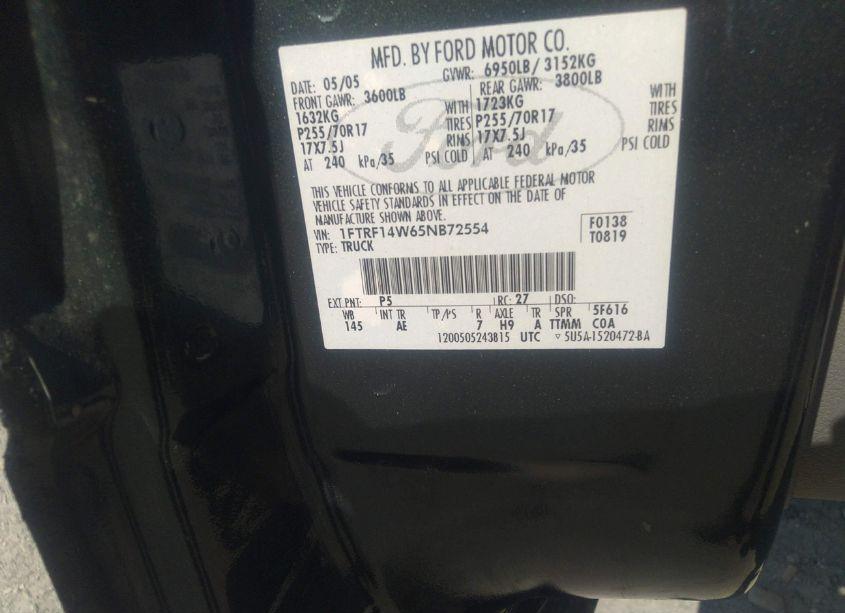 MFD. BY FORD MOTOR CO.
DATE: 05/05 GVWR: 6950LB/ 3152KG
FRONT GAWR: 3600LB REAR GAWR: 3800LB
1632KG WITH 1723KG WITH
P255/70R17 TIRES P255/70R17 TIRES
17X7.5J RIMS 17X7.5J RIMS
AT 240 kPa/35 PSI COLD AT 240 kPa/35 PSI COLD
Ford
THIS VEHICLE CONFORMS TO ALL APPLICABLE FEDERAL MOTOR
VEHICLE SAFETY STANDARDS IN EFFECT ON THE DATE OF
MANUFACTURE SHOWN ABOVE.
VIN: 1FTRF14W65NB72554 F0138
TYPE: TRUCK T0819
EXT PNT: P5 RC: 27 DSO:
WB INT TR TP/PS R AXLE TR SPR 5F616
145 AE 7 H9 A TTMM COA
1200505243815 UTC ▽ 5U5A-1520472-BA